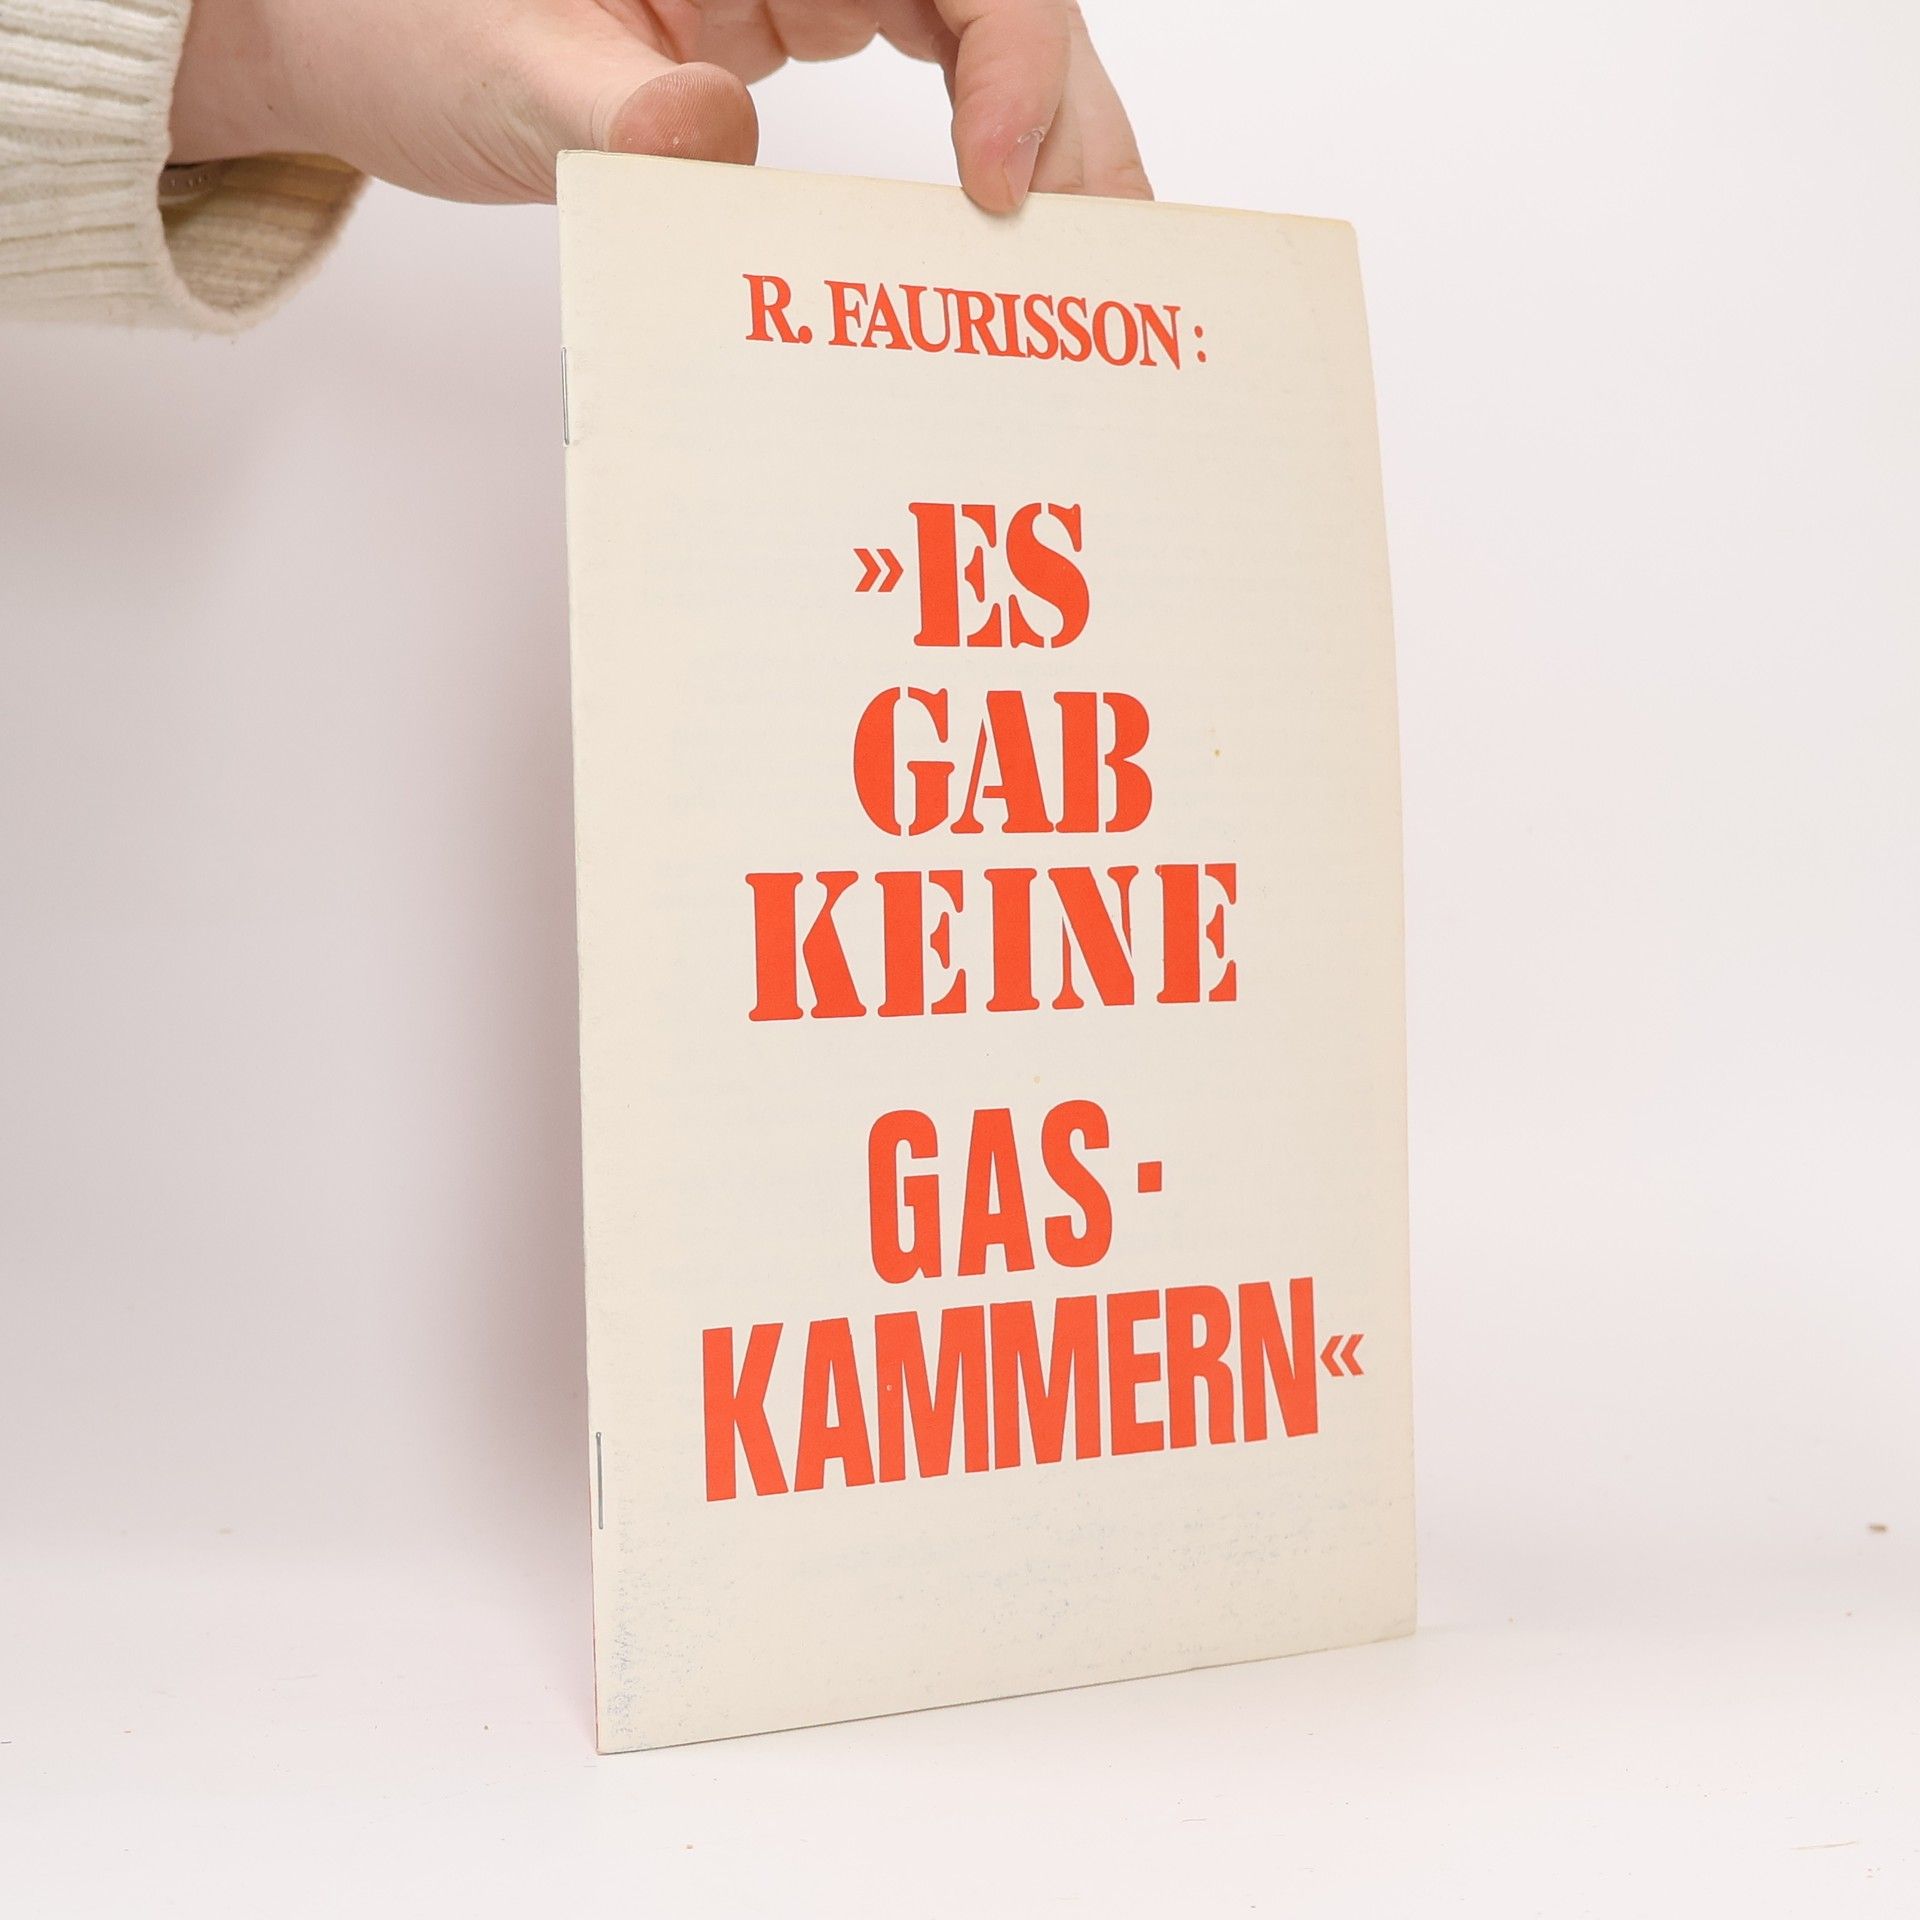 R. FAURISSON:
»ES
GAB
KEINE
GAS-
KAMMERN«